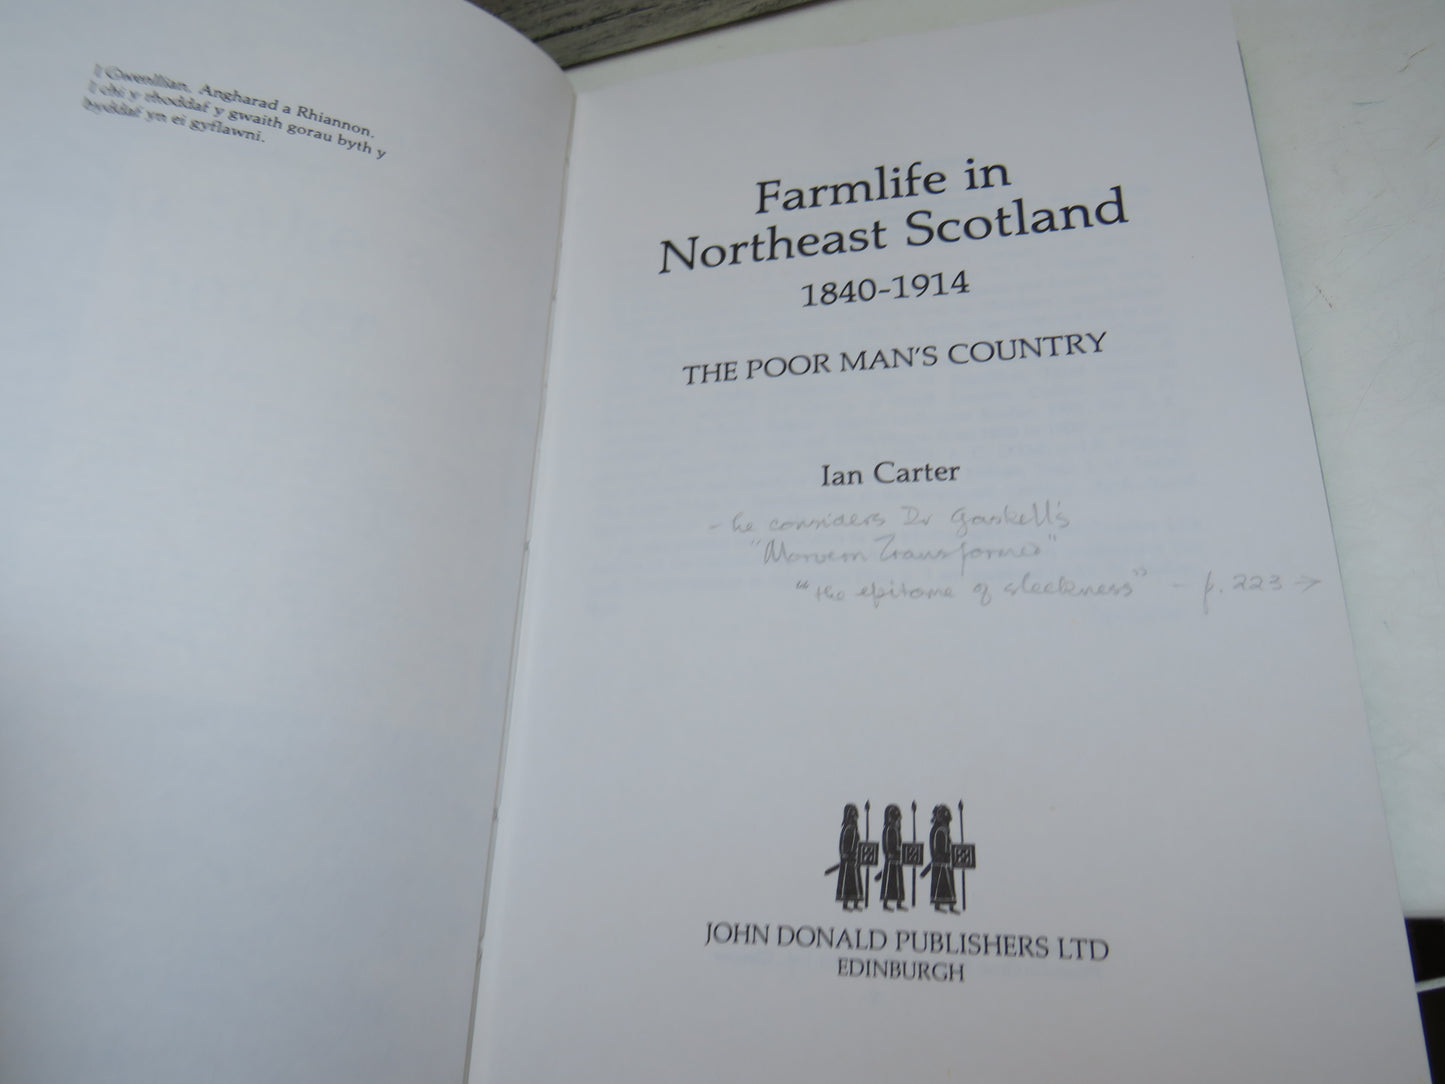 I Gwenllian, Angharad a Rhiannon.
I chi y rhoddaf y gwaith gorau byth y
byddaf yn ei gyflawni.
Farmlife in
Northeast Scotland
1840-1914
THE POOR MAN'S COUNTRY
Ian Carter
- he considers Dr Gaskell's
"Morvern Transformed"
"the epitome of sleekness" - p. 223 →
JOHN DONALD PUBLISHERS LTD
EDINBURGH